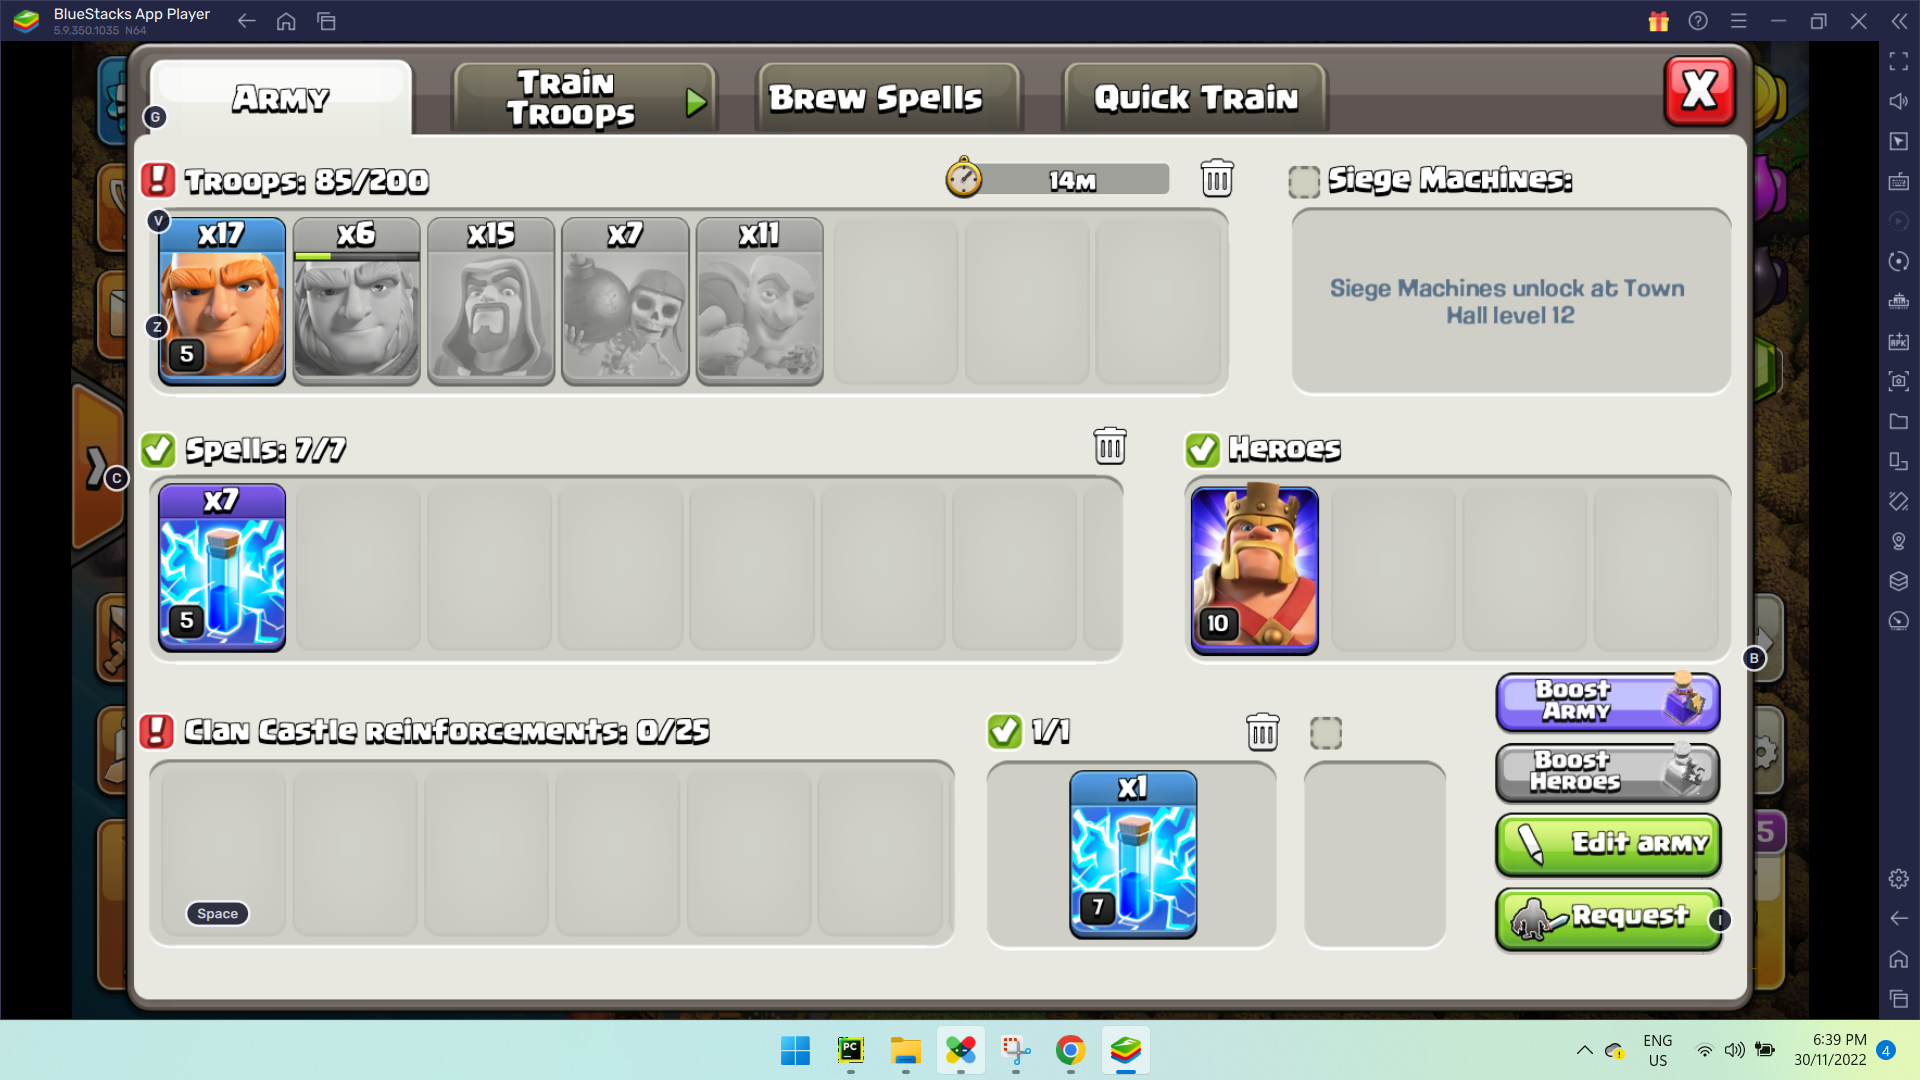 BlueStacks App Player
5.9.350.1035 N64
Army
Train
Troops
Brew Spells
Quick Train
X
G
Troops: 85/200
14m
Siege Machines:
V
x17
x6
x15
x7
x11
Z
5
Siege Machines unlock at Town
Hall level 12
Spells: 7/7
Heroes
C
x7
5
10
B
Boost
Army
Clan Castle reinforcements: 0/25
1/1
Boost
Heroes
x1
7
Edit army
5
Space
Request
I
PC
ENG
US
6:39 PM
30/11/2022
4